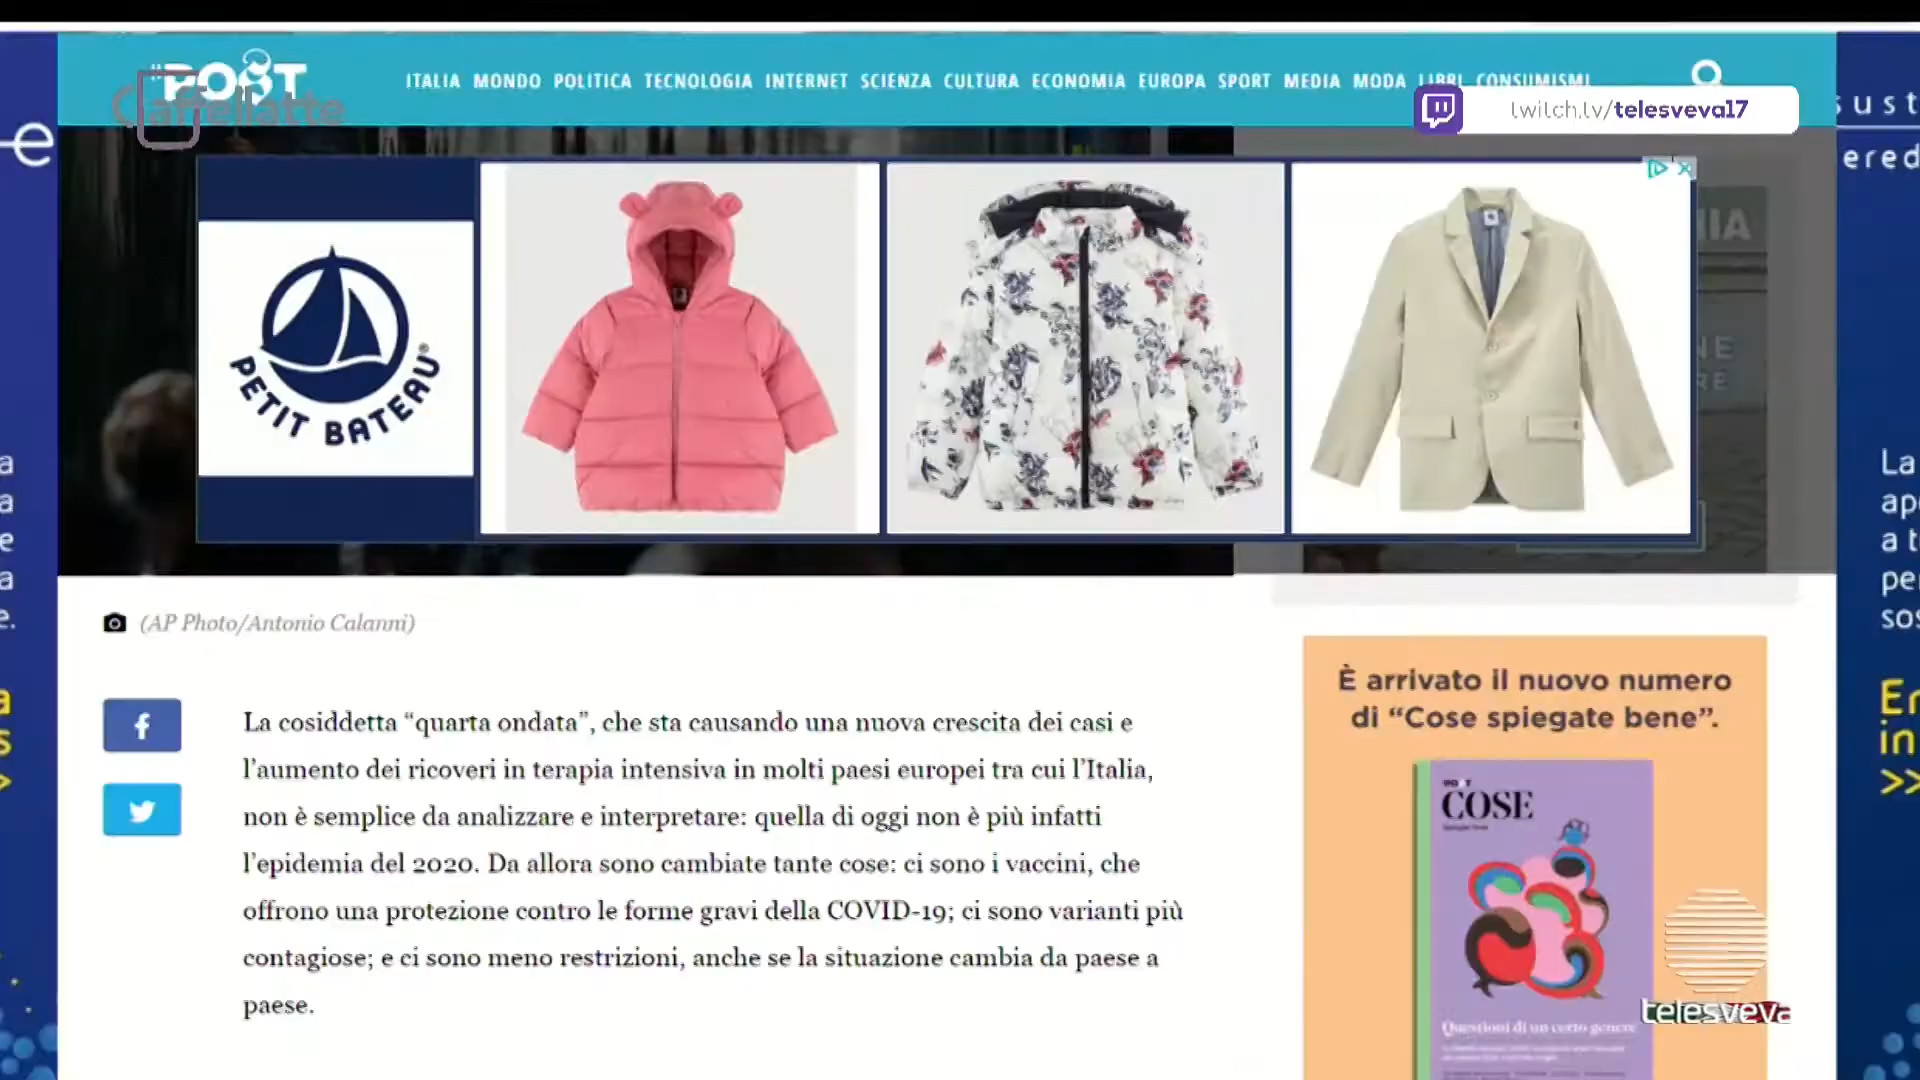 IL POST
Caffellatte
ITALIA MONDO POLITICA TECNOLOGIA INTERNET SCIENZA CULTURA ECONOMIA EUROPA SPORT MEDIA MODA LIBRI CONSUMISMI
twitch.tv/telesveva17
PETIT BATEAU®
(AP Photo/Antonio Calanni)
La cosiddetta “quarta ondata”, che sta causando una nuova crescita dei casi e
l’aumento dei ricoveri in terapia intensiva in molti paesi europei tra cui l’Italia,
non è semplice da analizzare e interpretare: quella di oggi non è più infatti
l’epidemia del 2020. Da allora sono cambiate tante cose: ci sono i vaccini, che
offrono una protezione contro le forme gravi della COVID-19; ci sono varianti più
contagiose; e ci sono meno restrizioni, anche se la situazione cambia da paese a
paese.
È arrivato il nuovo numero
di “Cose spiegate bene”.
COSE
Questioni di un certo genere
telesveva